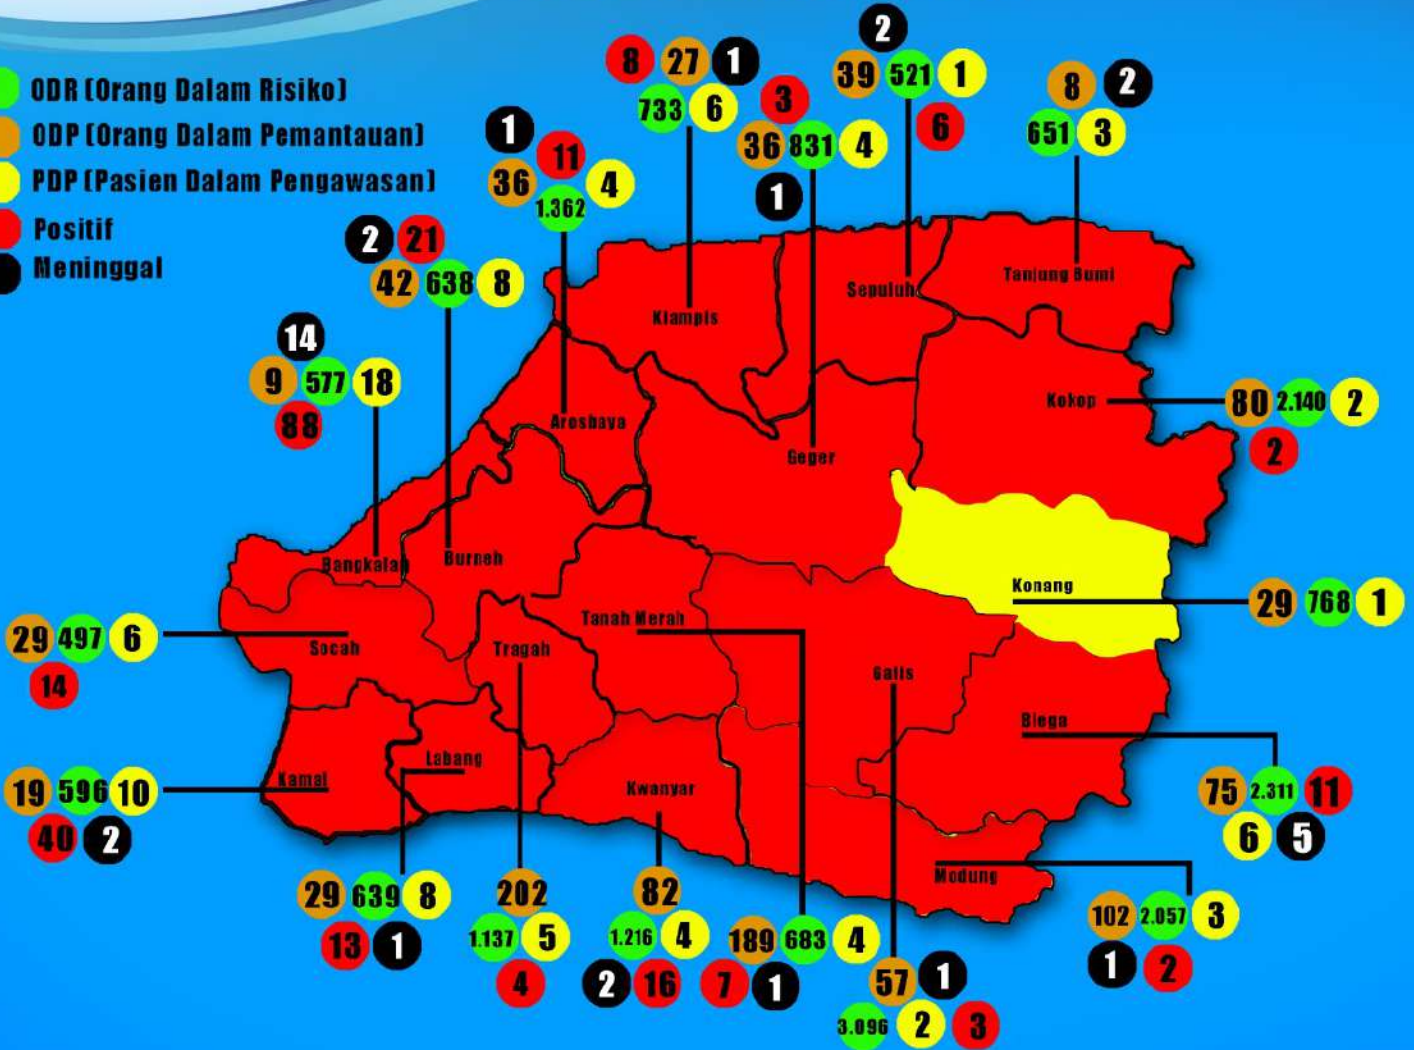 ODR (Orang Dalam Risiko)
ODP (Orang Dalam Pemantauan)
PDP (Pasien Dalam Pengawasan)
Positif
Meninggal
2
39 521 1
6
8 27 1
733 6
3
36 831 4
1
8 2
651 3
1
11
36 4
1.362
2 21
42 638 8
14
9 577 18
88
Tanjung Bumi
Sepuluh
Klampis
Kokop
80 2.140 2
2
Arosbaya
Geger
Bangkalan
Burneh
Konang
29 768 1
Tanah Merah
29 497 6
14
Socah
Tragah
Galis
Blega
75 2.311 11
6 5
Labang
Kamal
Kwanyar
19 596 10
40 2
Modung
29 639 8
13 1
202
1.137 5
4
82
1.216 4
2 16
189 683 4
7 1
57 1
3.096 2 3
102 2.057 3
1 2